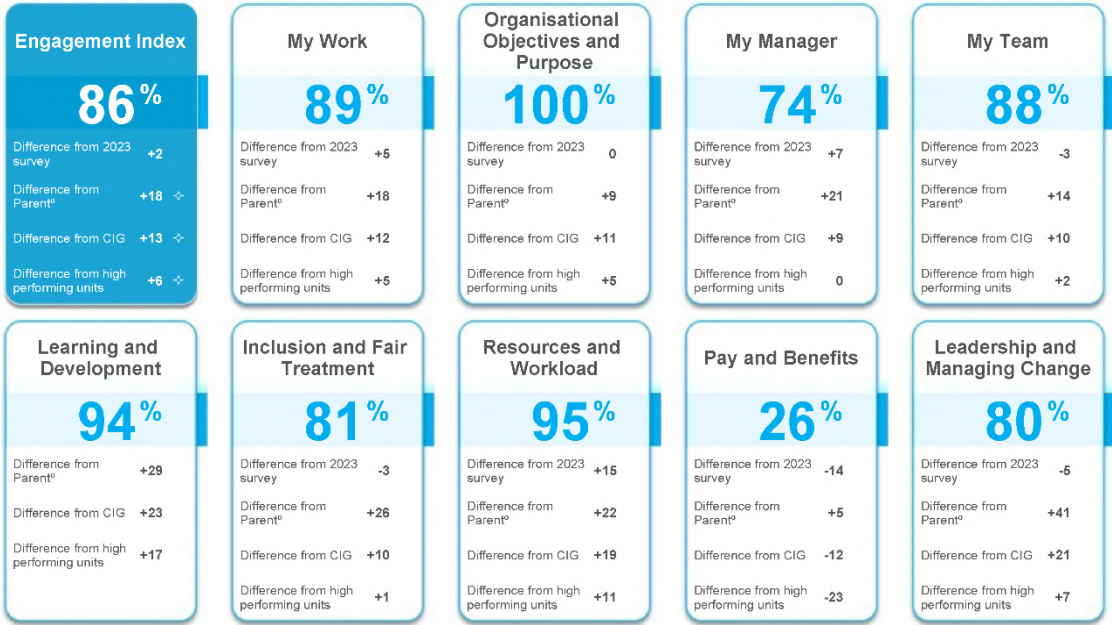 Engagement Index
86%
Difference from 2023
survey
+2
Difference from
Parentº
+18 ✧
Difference from CIG
+13 ✧
Difference from high
performing units
+6 ✧
My Work
89%
Difference from 2023
survey
+5
Difference from
Parentº
+18
Difference from CIG
+12
Difference from high
performing units
+5
Organisational
Objectives and
Purpose
100%
Difference from 2023
survey
0
Difference from
Parentº
+9
Difference from CIG
+11
Difference from high
performing units
+5
My Manager
74%
Difference from 2023
survey
+7
Difference from
Parentº
+21
Difference from CIG
+9
Difference from high
performing units
0
My Team
88%
Difference from 2023
survey
-3
Difference from
Parentº
+14
Difference from CIG
+10
Difference from high
performing units
+2
Learning and
Development
94%
Difference from
Parentº
+29
Difference from CIG
+23
Difference from high
performing units
+17
Inclusion and Fair
Treatment
81%
Difference from 2023
survey
-3
Difference from
Parentº
+26
Difference from CIG
+10
Difference from high
performing units
+1
Resources and
Workload
95%
Difference from 2023
survey
+15
Difference from
Parentº
+22
Difference from CIG
+19
Difference from high
performing units
+11
Pay and Benefits
26%
Difference from 2023
survey
-14
Difference from
Parentº
+5
Difference from CIG
-12
Difference from high
performing units
-23
Leadership and
Managing Change
80%
Difference from 2023
survey
-5
Difference from
Parentº
+41
Difference from CIG
+21
Difference from high
performing units
+7